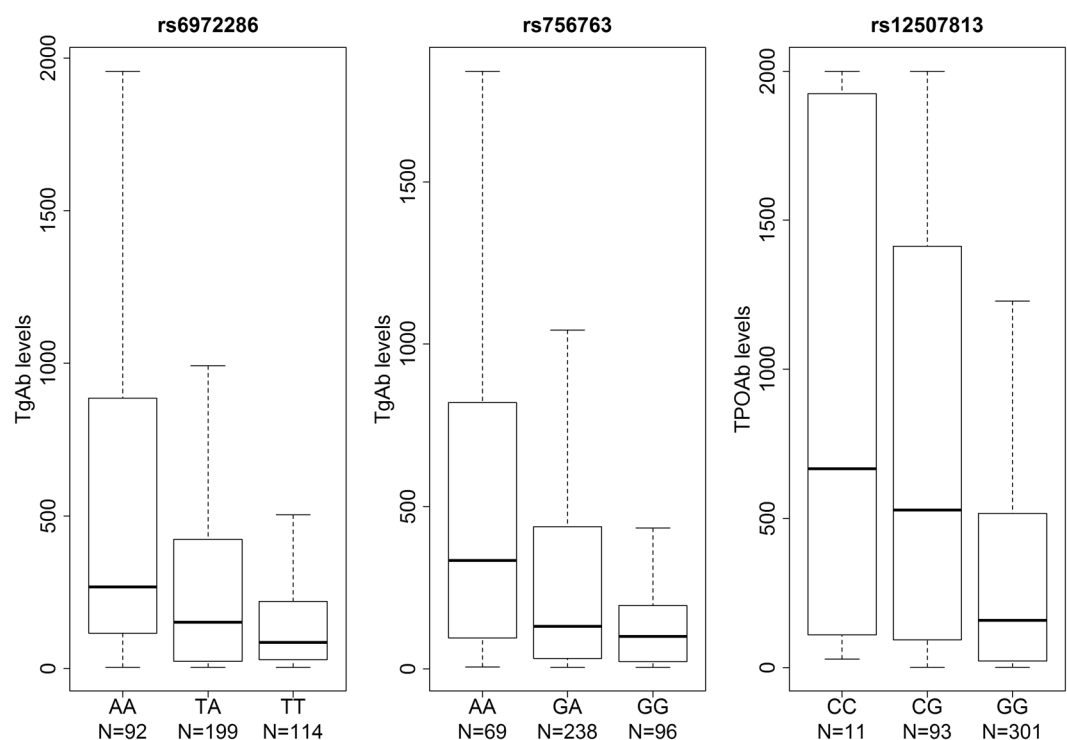 rs6972286
rs756763
rs12507813
TgAb levels
0
500
1000
1500
2000
AA
TA
TT
N=92
N=199
N=114
TgAb levels
0
500
1000
1500
AA
GA
GG
N=69
N=238
N=96
TPOAb levels
0
500
1000
1500
2000
CC
CG
GG
N=11
N=93
N=301